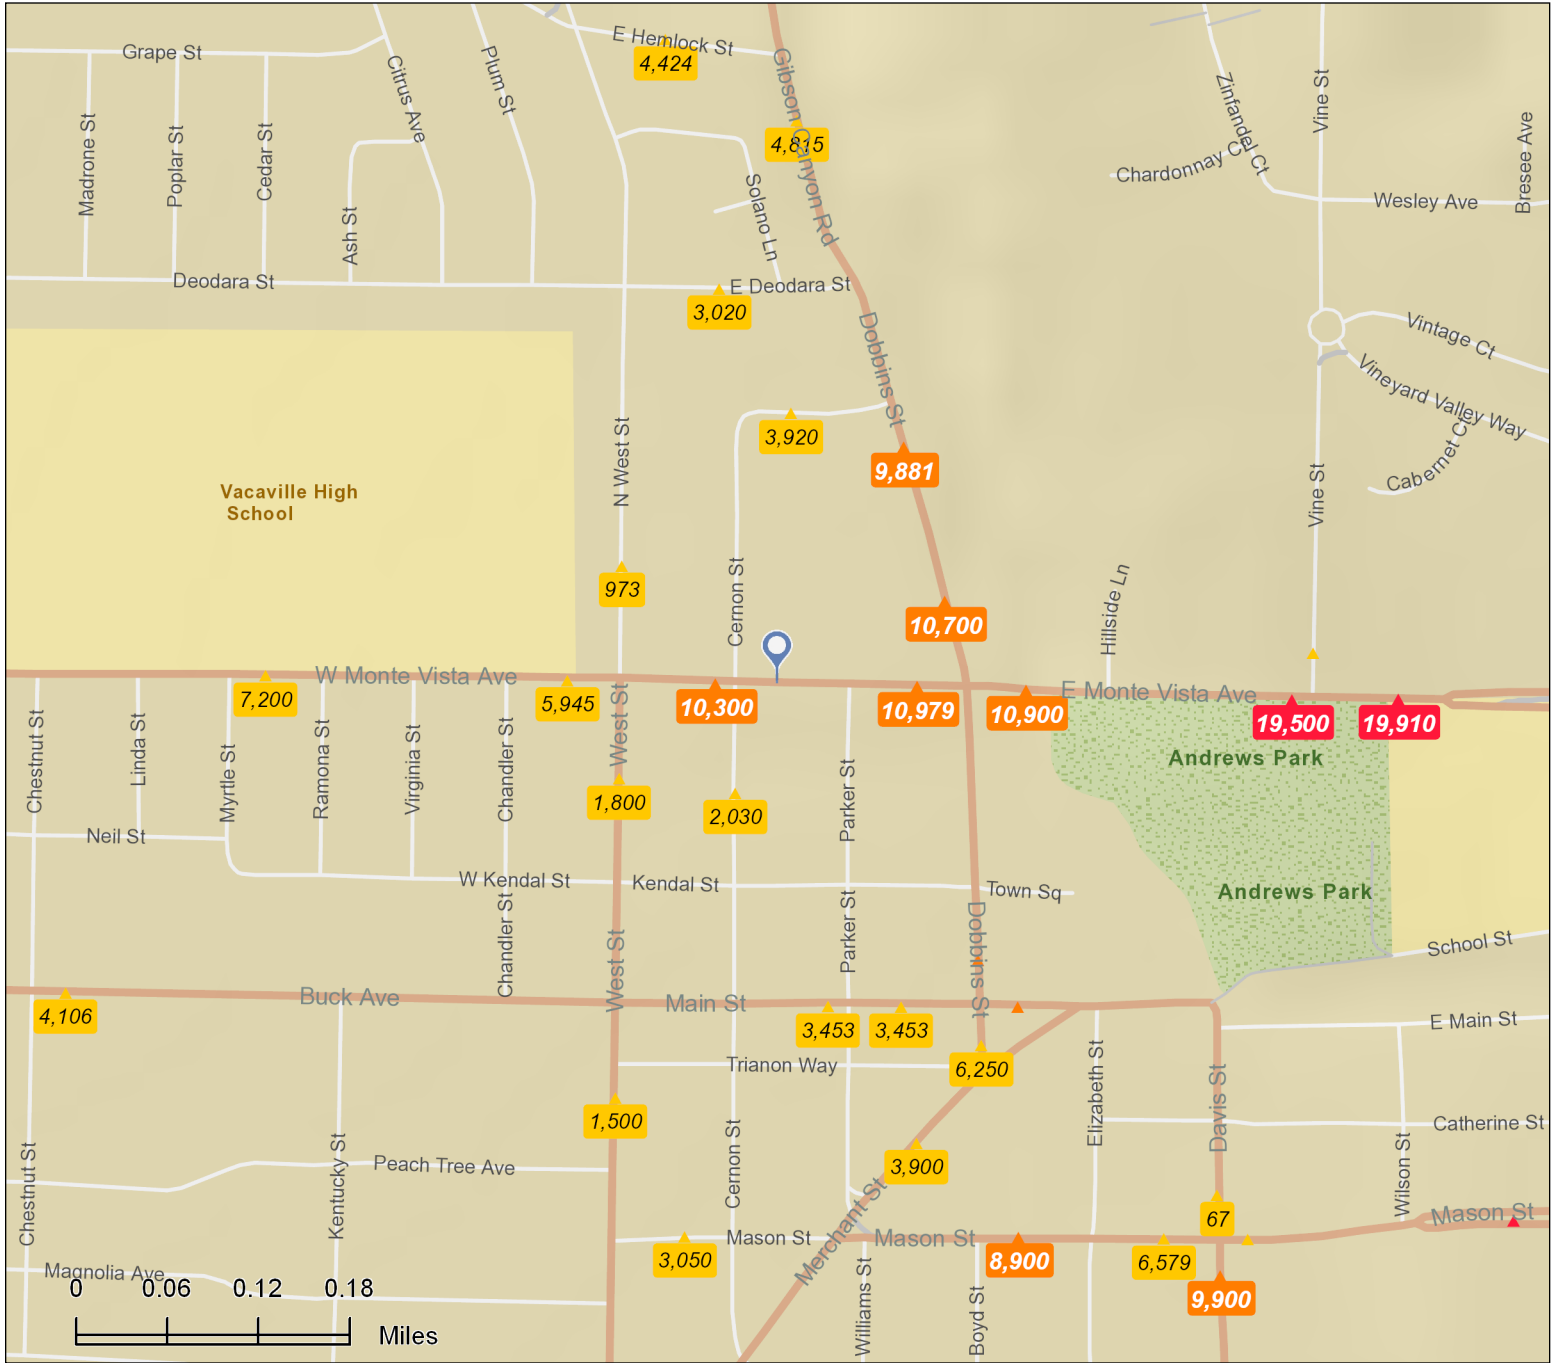 E Hemlock St
4,424
Grape St
Citrus Ave
Plum St
Gibson Canyon Rd
Zinfandel Ct
Vine St
Madrone St
Poplar St
Cedar St
4,815
Chardonnay Ct
Bresee Ave
Wesley Ave
Ash St
Solano Ln
Deodara St
E Deodara St
3,020
Dobbins St
Vintage Ct
Vineyard Valley Way
Cabernet Ct
3,920
N West St
9,881
Vacaville High
School
Vine St
973
Cernon St
10,700
Hillside Ln
W Monte Vista Ave
E Monte Vista Ave
7,200
5,945
10,300
10,979
10,900
19,500
19,910
Chestnut St
Linda St
Myrtle St
Ramona St
Virginia St
Chandler St
West St
Andrews Park
1,800
2,030
Parker St
Neil St
W Kendal St
Kendal St
Town Sq
Andrews Park
Chandler St
West St
Parker St
Dobbins St
School St
Buck Ave
Main St
4,106
3,453
3,453
E Main St
Trianon Way
6,250
Elizabeth St
Davis St
1,500
Catherine St
Chestnut St
Kentucky St
Peach Tree Ave
Cernon St
3,900
Wilson St
Merchant St
67
Mason St
Mason St
Mason St
3,050
8,900
6,579
Magnolia Ave
9,900
Williams St
Boyd St
0 0.06 0.12 0.18
Miles